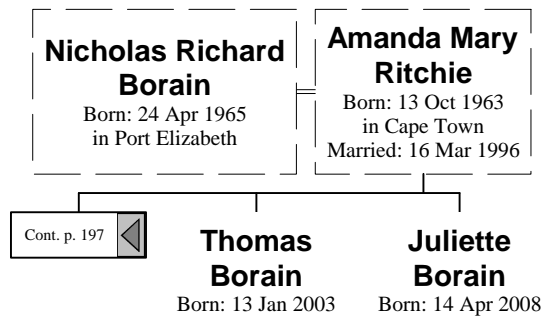 Nicholas Richard
Borain
Born: 24 Apr 1965
in Port Elizabeth
Amanda Mary
Ritchie
Born: 13 Oct 1963
in Cape Town
Married: 16 Mar 1996
Cont. p. 197
Thomas
Borain
Born: 13 Jan 2003
Juliette
Borain
Born: 14 Apr 2008